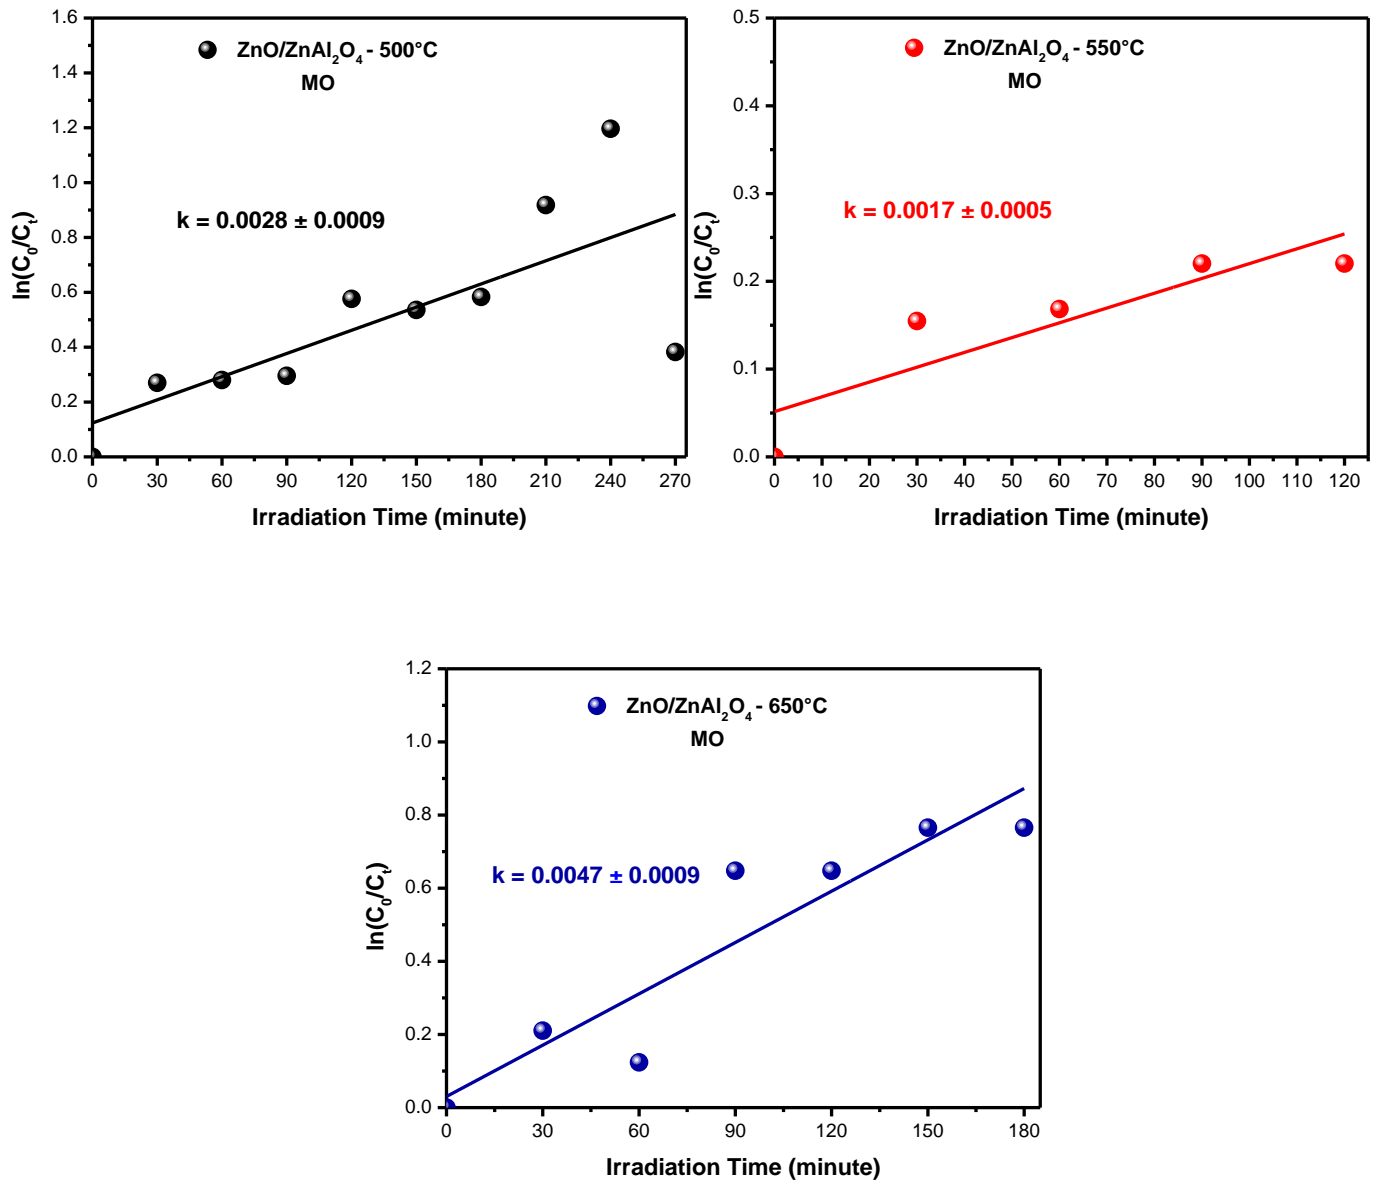 ZnO/ZnAl₂O₄ - 500°C
MO
k = 0.0028 ± 0.0009
ln(C₀/Cₜ)
1.6
1.4
1.2
1.0
0.8
0.6
0.4
0.2
0.0
0 30 60 90 120 150 180 210 240 270
Irradiation Time (minute)
ZnO/ZnAl₂O₄ - 550°C
MO
k = 0.0017 ± 0.0005
ln(C₀/Cₜ)
0.5
0.4
0.3
0.2
0.1
0.0
0 10 20 30 40 50 60 70 80 90 100 110 120
Irradiation Time (minute)
ZnO/ZnAl₂O₄ - 650°C
MO
k = 0.0047 ± 0.0009
ln(C₀/Cₜ)
1.2
1.0
0.8
0.6
0.4
0.2
0.0
0 30 60 90 120 150 180
Irradiation Time (minute)